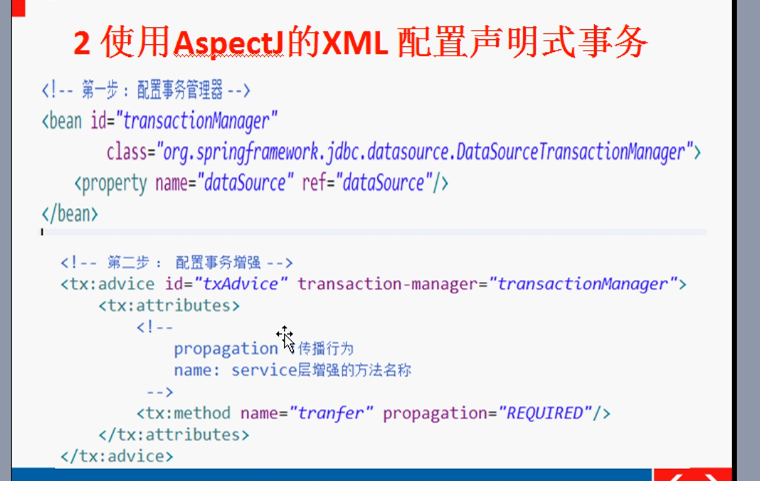 2 使用AspectJ的XML 配置声明式事务
<!-- 第一步：配置事务管理器 -->
<bean id="transactionManager"
class="org.springframework.jdbc.datasource.DataSourceTransactionManager">
<property name="dataSource" ref="dataSource"/>
</bean>
<!-- 第二步： 配置事务增强 -->
<tx:advice id="txAdvice" transaction-manager="transactionManager">
<tx:attributes>
<!--
propagation 传播行为
name: service层增强的方法名称
-->
<tx:method name="tranfer" propagation="REQUIRED"/>
</tx:attributes>
</tx:advice>